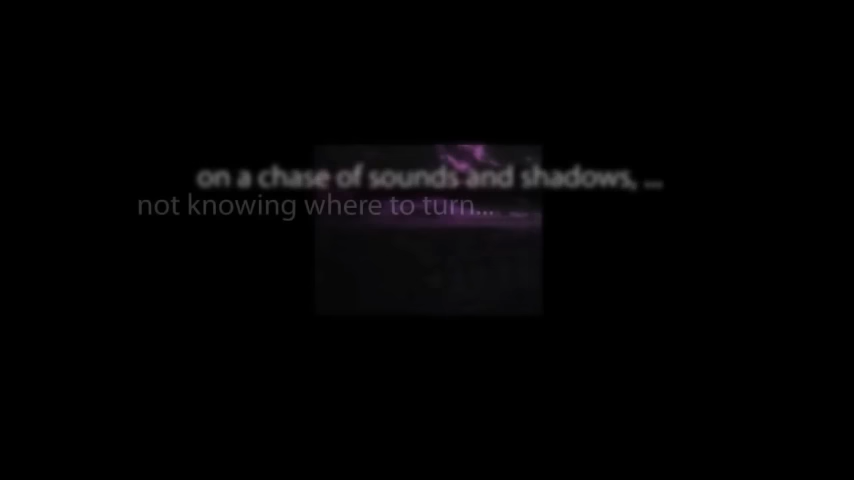 on a chase of sounds and shadows, ...
not knowing where to turn...